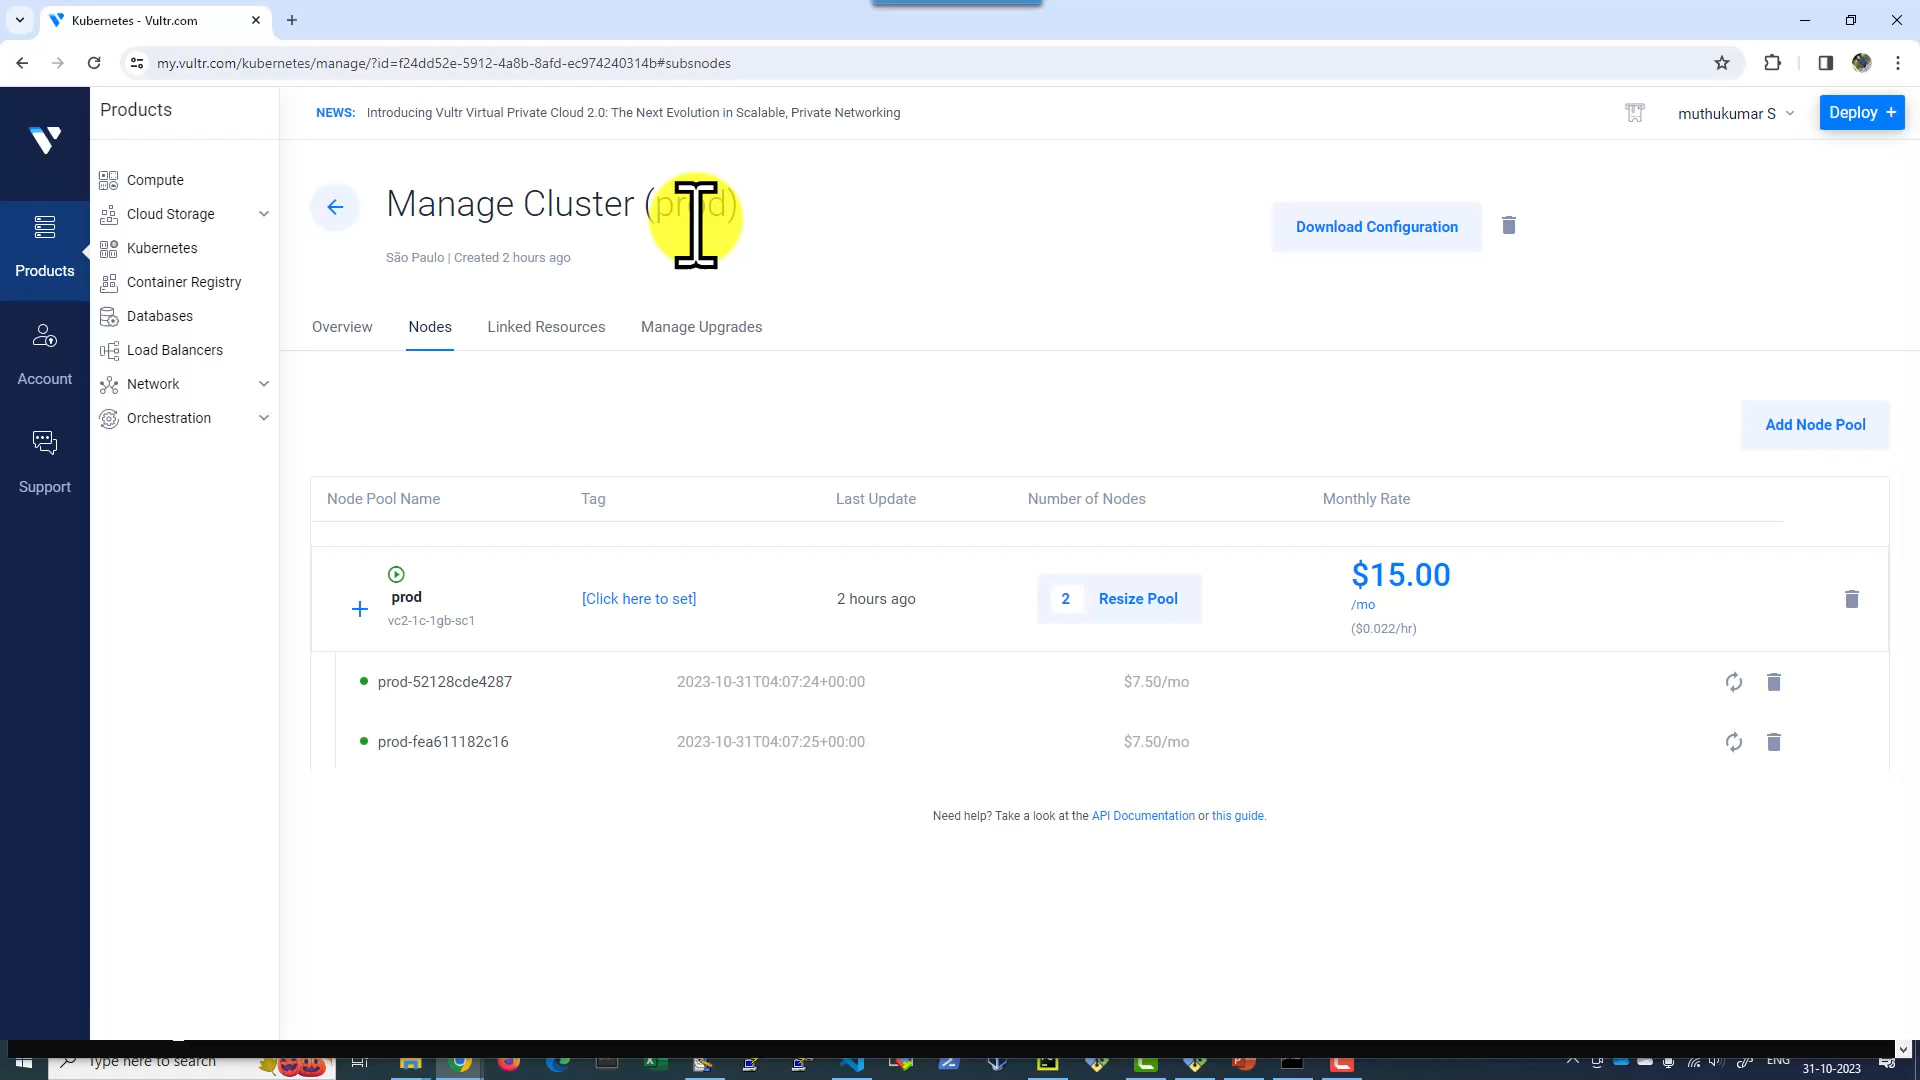 Kubernetes - Vultr.com
my.vultr.com/kubernetes/manage/?id=f24dd52e-5912-4a8b-8afd-ec974240314b#subsnodes
Products
NEWS: Introducing Vultr Virtual Private Cloud 2.0: The Next Evolution in Scalable, Private Networking
muthukumar S
Deploy +
Products
Account
Support
Compute
Cloud Storage
Kubernetes
Container Registry
Databases
Load Balancers
Network
Orchestration
Manage Cluster (prod)
São Paulo | Created 2 hours ago
Download Configuration
Overview Nodes Linked Resources Manage Upgrades
Add Node Pool
Node Pool Name Tag Last Update Number of Nodes Monthly Rate
prod
vc2-1c-1gb-sc1
[Click here to set]
2 hours ago
2 Resize Pool
$15.00
/mo
($0.022/hr)
prod-52128cde4287 2023-10-31T04:07:24+00:00 $7.50/mo
prod-fea611182c16 2023-10-31T04:07:25+00:00 $7.50/mo
Need help? Take a look at the API Documentation or this guide.
Type here to search
ENG
31-10-2023